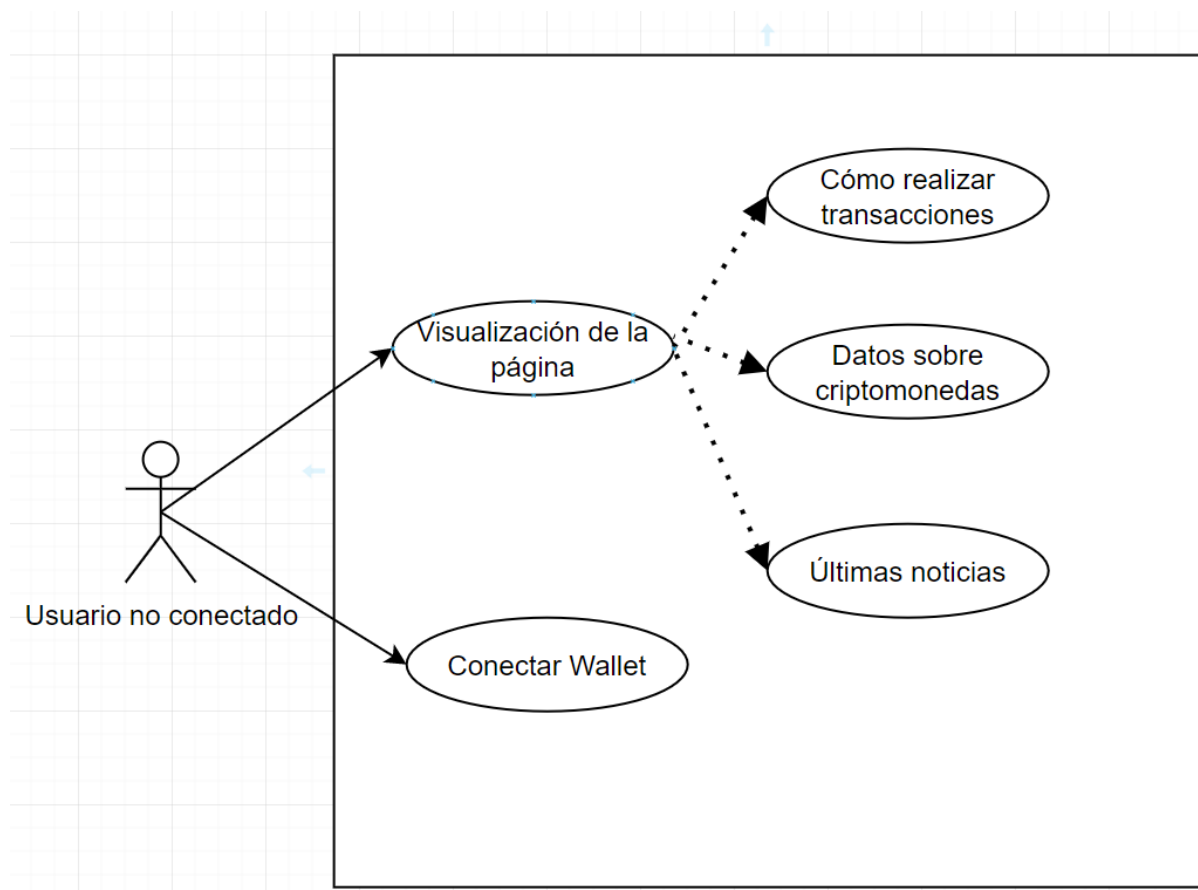 Cómo realizar
transacciones
Visualización de la
página
Datos sobre
criptomonedas
Últimas noticias
Usuario no conectado
Conectar Wallet